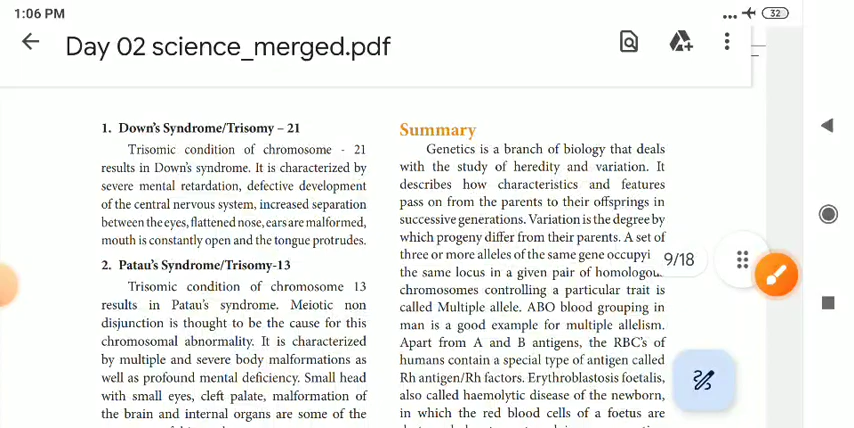 1:06 PM
32
Day 02 science_merged.pdf
1. Down's Syndrome/Trisomy – 21
Trisomic condition of chromosome - 21
results in Down's syndrome. It is characterized by
severe mental retardation, defective development
of the central nervous system, increased separation
between the eyes, flattened nose, ears are malformed,
mouth is constantly open and the tongue protrudes.
2. Patau's Syndrome/Trisomy-13
Trisomic condition of chromosome 13
results in Patau's syndrome. Meiotic non
disjunction is thought to be the cause for this
chromosomal abnormality. It is characterized
by multiple and severe body malformations as
well as profound mental deficiency. Small head
with small eyes, cleft palate, malformation of
the brain and internal organs are some of the
Summary
Genetics is a branch of biology that deals
with the study of heredity and variation. It
describes how characteristics and features
pass on from the parents to their offsprings in
successive generations. Variation is the degree by
which progeny differ from their parents. A set of
three or more alleles of the same gene occupyi
the same locus in a given pair of homologou
chromosomes controlling a particular trait is
called Multiple allele. ABO blood grouping in
man is a good example for multiple allelism.
Apart from A and B antigens, the RBC's of
humans contain a special type of antigen called
Rh antigen/Rh factors. Erythroblastosis foetalis,
also called haemolytic disease of the newborn,
in which the red blood cells of a foetus are
9/18